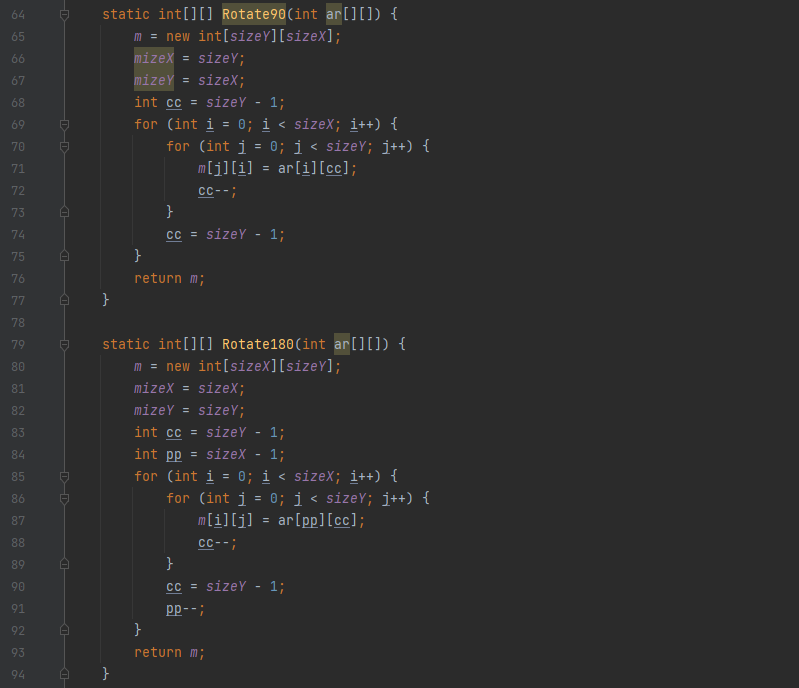 64 static int[][] Rotate90(int ar[][]) {
65 m = new int[sizeY][sizeX];
66 mizeX = sizeY;
67 mizeY = sizeX;
68 int cc = sizeY - 1;
69 for (int i = 0; i < sizeX; i++) {
70 for (int j = 0; j < sizeY; j++) {
71 m[j][i] = ar[i][cc];
72 cc--;
73 }
74 cc = sizeY - 1;
75 }
76 return m;
77 }
78
79 static int[][] Rotate180(int ar[][]) {
80 m = new int[sizeX][sizeY];
81 mizeX = sizeX;
82 mizeY = sizeY;
83 int cc = sizeY - 1;
84 int pp = sizeX - 1;
85 for (int i = 0; i < sizeX; i++) {
86 for (int j = 0; j < sizeY; j++) {
87 m[i][j] = ar[pp][cc];
88 cc--;
89 }
90 cc = sizeY - 1;
91 pp--;
92 }
93 return m;
94 }